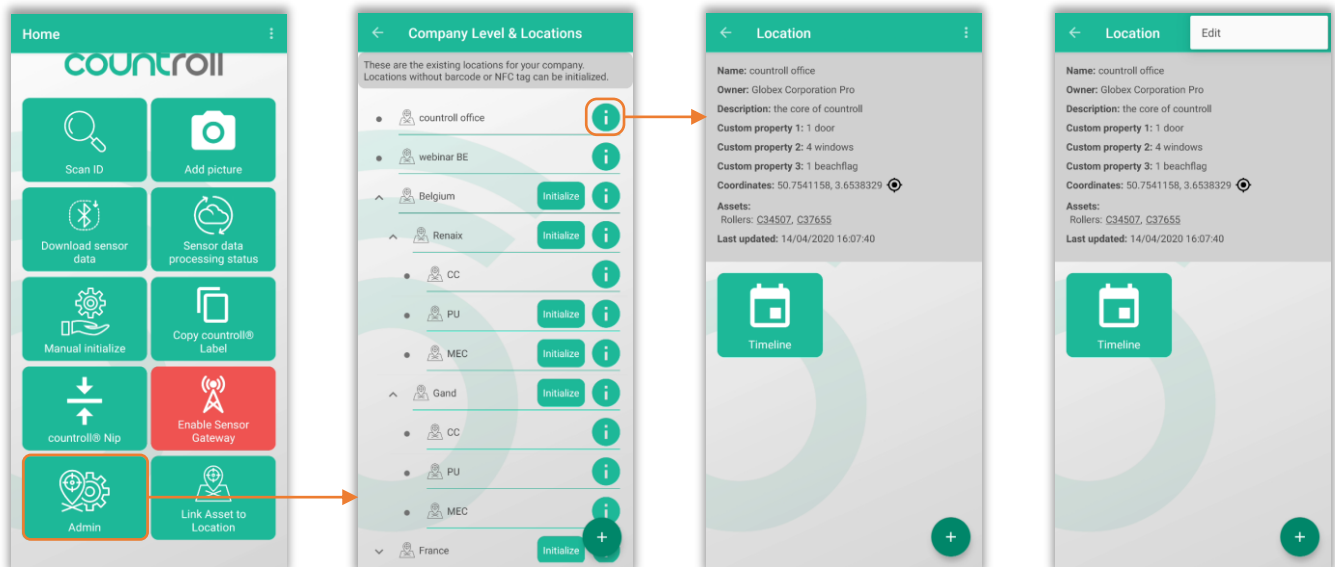 Home
countroll
Scan ID
Add picture
Download sensor
data
Sensor data
processing status
Manual initialize
Copy countroll®
Label
countroll® Nip
Enable Sensor
Gateway
Admin
Link Asset to
Location
Company Level & Locations
These are the existing locations for your company.
Locations without barcode or NFC tag can be initialized.
countroll office
webinar BE
Belgium Initialize
Renaix Initialize
CC
PU Initialize
MEC Initialize
Gand Initialize
CC
PU
MEC
France Initialize
Location
Name: countroll office
Owner: Globex Corporation Pro
Description: the core of countroll
Custom property 1: 1 door
Custom property 2: 4 windows
Custom property 3: 1 beachflag
Coordinates: 50.7541158, 3.6538329
Assets:
Rollers: C34507, C37655
Last updated: 14/04/2020 16:07:40
Timeline
Location
Edit
Name: countroll office
Owner: Globex Corporation Pro
Description: the core of countroll
Custom property 1: 1 door
Custom property 2: 4 windows
Custom property 3: 1 beachflag
Coordinates: 50.7541158, 3.6538329
Assets:
Rollers: C34507, C37655
Last updated: 14/04/2020 16:07:40
Timeline